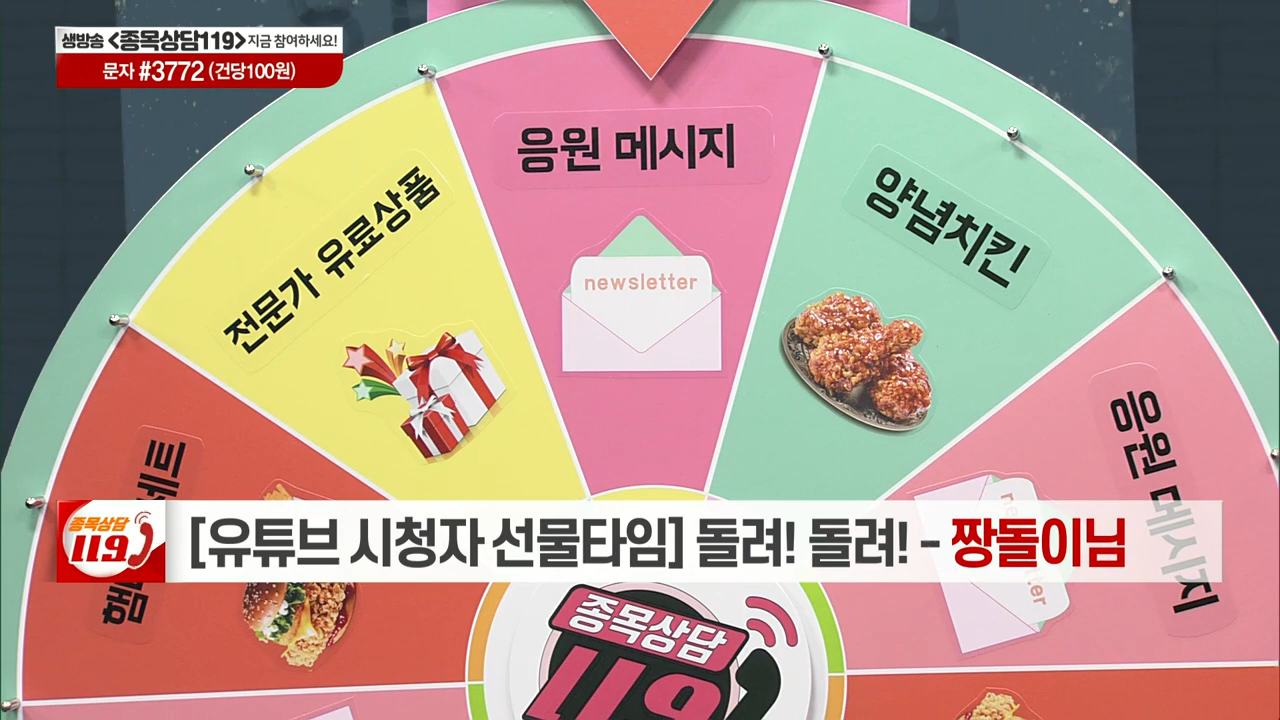 생방송 <종목상담119> 지금 참여하세요!
문자 #3772 (건당100원)
응원 메시지
양념치킨
전문가 유료상품
newsletter
응원 메시지
종목상담
119
[유튜브 시청자 선물타임] 돌려! 돌려! - 짱돌이님
종목상담
119